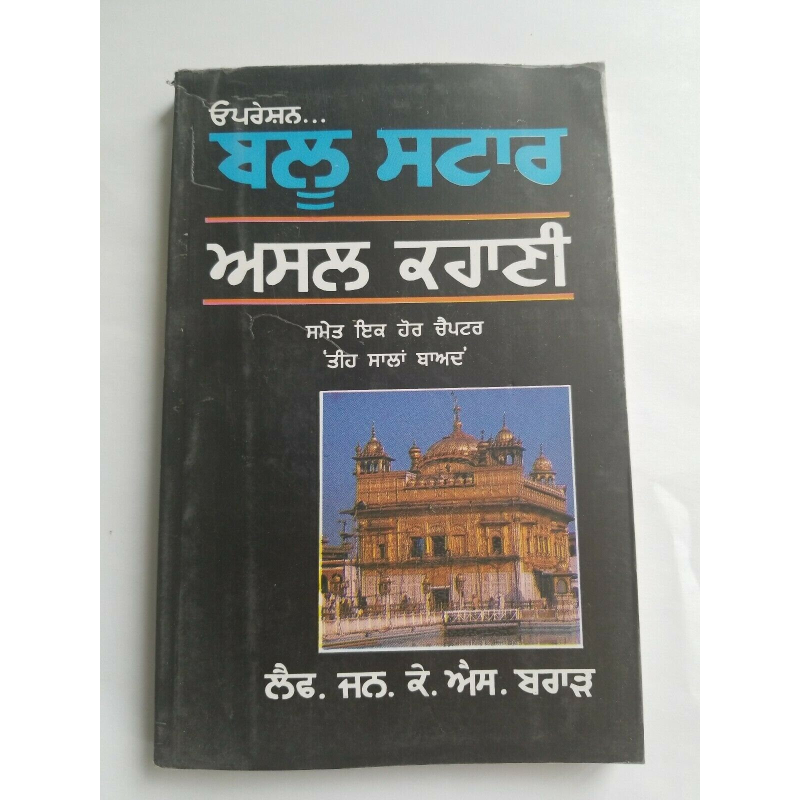 ਓਪਰੇਸ਼ਨ...
ਬਲੂ ਸਟਾਰ
ਅਸਲ ਕਹਾਣੀ
ਸਮੇਤ ਇਕ ਹੋਰ ਚੈਪਟਰ
'ਤੀਹ ਸਾਲਾਂ ਬਾਅਦ'
ਲੈਫ. ਜਨ. ਕੇ. ਐਸ. ਬਰਾੜ